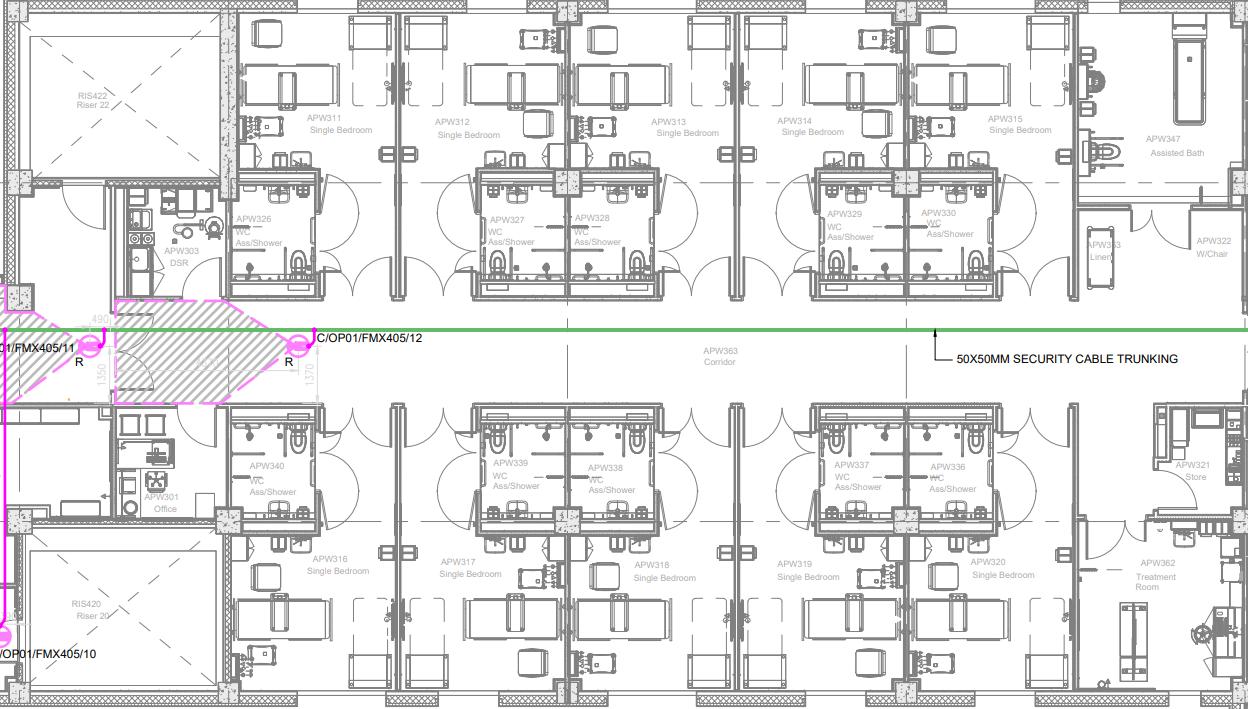 RIS422
Riser 22
APW311
Single Bedroom
APW312
Single Bedroom
APW313
Single Bedroom
APW314
Single Bedroom
APW315
Single Bedroom
APW347
Assisted Bath
APW303
DSR
APW326
WC
Ass/Shower
APW327
WC
Ass/Shower
APW328
WC
Ass/Shower
APW329
WC
Ass/Shower
APW330
WC
Ass/Shower
Linen
APW322
W/Chair
490
01/FMX405/11
R
1350
R
C/OP01/FMX405/12
1370
APW363
Corridor
50X50MM SECURITY CABLE TRUNKING
APW301
Office
APW340
WC
Ass/Shower
APW339
WC
Ass/Shower
APW338
WC
Ass/Shower
APW337
WC
Ass/Shower
APW336
WC
Ass/Shower
APW321
Store
RIS420
Riser 20
APW316
Single Bedroom
APW317
Single Bedroom
APW318
Single Bedroom
APW319
Single Bedroom
APW320
Single Bedroom
APW362
Treatment
Room
/OP01/FMX405/10